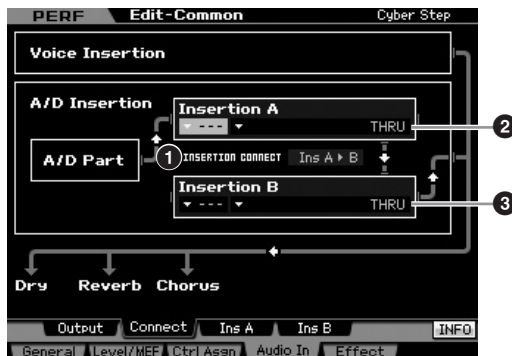 PERF Edit-Common Cyber Step
Voice Insertion
A/D Insertion
Insertion A
--- THRU
2
A/D Part
1 INSERTION CONNECT Ins A ▸ B
Insertion B
--- THRU
3
Dry Reverb Chorus
Output Connect Ins A Ins B INFO
General Level/MEF Ctrl Asgn Audio In Effect